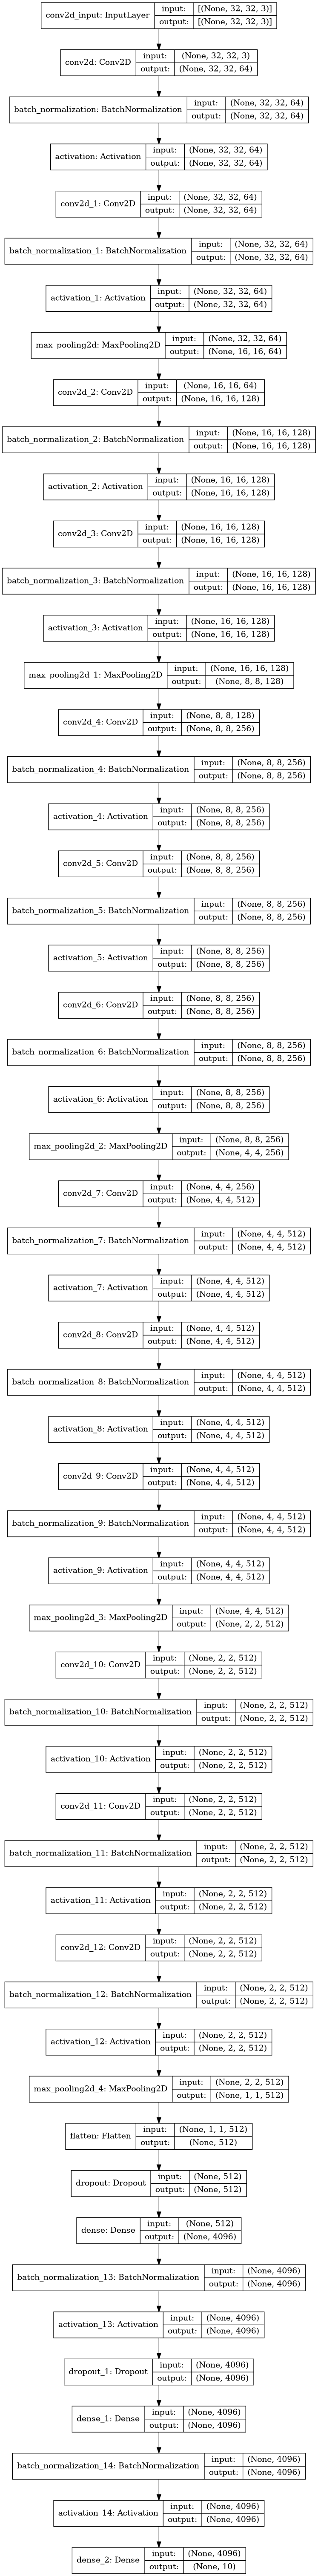 conv2d_input: InputLayer input: [(None, 32, 32, 3)]
output: [(None, 32, 32, 3)]
conv2d: Conv2D input: (None, 32, 32, 3)
output: (None, 32, 32, 64)
batch_normalization: BatchNormalization input: (None, 32, 32, 64)
output: (None, 32, 32, 64)
activation: Activation input: (None, 32, 32, 64)
output: (None, 32, 32, 64)
conv2d_1: Conv2D input: (None, 32, 32, 64)
output: (None, 32, 32, 64)
batch_normalization_1: BatchNormalization input: (None, 32, 32, 64)
output: (None, 32, 32, 64)
activation_1: Activation input: (None, 32, 32, 64)
output: (None, 32, 32, 64)
max_pooling2d: MaxPooling2D input: (None, 32, 32, 64)
output: (None, 16, 16, 64)
conv2d_2: Conv2D input: (None, 16, 16, 64)
output: (None, 16, 16, 128)
batch_normalization_2: BatchNormalization input: (None, 16, 16, 128)
output: (None, 16, 16, 128)
activation_2: Activation input: (None, 16, 16, 128)
output: (None, 16, 16, 128)
conv2d_3: Conv2D input: (None, 16, 16, 128)
output: (None, 16, 16, 128)
batch_normalization_3: BatchNormalization input: (None, 16, 16, 128)
output: (None, 16, 16, 128)
activation_3: Activation input: (None, 16, 16, 128)
output: (None, 16, 16, 128)
max_pooling2d_1: MaxPooling2D input: (None, 16, 16, 128)
output: (None, 8, 8, 128)
conv2d_4: Conv2D input: (None, 8, 8, 128)
output: (None, 8, 8, 256)
batch_normalization_4: BatchNormalization input: (None, 8, 8, 256)
output: (None, 8, 8, 256)
activation_4: Activation input: (None, 8, 8, 256)
output: (None, 8, 8, 256)
conv2d_5: Conv2D input: (None, 8, 8, 256)
output: (None, 8, 8, 256)
batch_normalization_5: BatchNormalization input: (None, 8, 8, 256)
output: (None, 8, 8, 256)
activation_5: Activation input: (None, 8, 8, 256)
output: (None, 8, 8, 256)
conv2d_6: Conv2D input: (None, 8, 8, 256)
output: (None, 8, 8, 256)
batch_normalization_6: BatchNormalization input: (None, 8, 8, 256)
output: (None, 8, 8, 256)
activation_6: Activation input: (None, 8, 8, 256)
output: (None, 8, 8, 256)
max_pooling2d_2: MaxPooling2D input: (None, 8, 8, 256)
output: (None, 4, 4, 256)
conv2d_7: Conv2D input: (None, 4, 4, 256)
output: (None, 4, 4, 512)
batch_normalization_7: BatchNormalization input: (None, 4, 4, 512)
output: (None, 4, 4, 512)
activation_7: Activation input: (None, 4, 4, 512)
output: (None, 4, 4, 512)
conv2d_8: Conv2D input: (None, 4, 4, 512)
output: (None, 4, 4, 512)
batch_normalization_8: BatchNormalization input: (None, 4, 4, 512)
output: (None, 4, 4, 512)
activation_8: Activation input: (None, 4, 4, 512)
output: (None, 4, 4, 512)
conv2d_9: Conv2D input: (None, 4, 4, 512)
output: (None, 4, 4, 512)
batch_normalization_9: BatchNormalization input: (None, 4, 4, 512)
output: (None, 4, 4, 512)
activation_9: Activation input: (None, 4, 4, 512)
output: (None, 4, 4, 512)
max_pooling2d_3: MaxPooling2D input: (None, 4, 4, 512)
output: (None, 2, 2, 512)
conv2d_10: Conv2D input: (None, 2, 2, 512)
output: (None, 2, 2, 512)
batch_normalization_10: BatchNormalization input: (None, 2, 2, 512)
output: (None, 2, 2, 512)
activation_10: Activation input: (None, 2, 2, 512)
output: (None, 2, 2, 512)
conv2d_11: Conv2D input: (None, 2, 2, 512)
output: (None, 2, 2, 512)
batch_normalization_11: BatchNormalization input: (None, 2, 2, 512)
output: (None, 2, 2, 512)
activation_11: Activation input: (None, 2, 2, 512)
output: (None, 2, 2, 512)
conv2d_12: Conv2D input: (None, 2, 2, 512)
output: (None, 2, 2, 512)
batch_normalization_12: BatchNormalization input: (None, 2, 2, 512)
output: (None, 2, 2, 512)
activation_12: Activation input: (None, 2, 2, 512)
output: (None, 2, 2, 512)
max_pooling2d_4: MaxPooling2D input: (None, 2, 2, 512)
output: (None, 1, 1, 512)
flatten: Flatten input: (None, 1, 1, 512)
output: (None, 512)
dropout: Dropout input: (None, 512)
output: (None, 512)
dense: Dense input: (None, 512)
output: (None, 4096)
batch_normalization_13: BatchNormalization input: (None, 4096)
output: (None, 4096)
activation_13: Activation input: (None, 4096)
output: (None, 4096)
dropout_1: Dropout input: (None, 4096)
output: (None, 4096)
dense_1: Dense input: (None, 4096)
output: (None, 4096)
batch_normalization_14: BatchNormalization input: (None, 4096)
output: (None, 4096)
activation_14: Activation input: (None, 4096)
output: (None, 4096)
dense_2: Dense input: (None, 4096)
output: (None, 10)